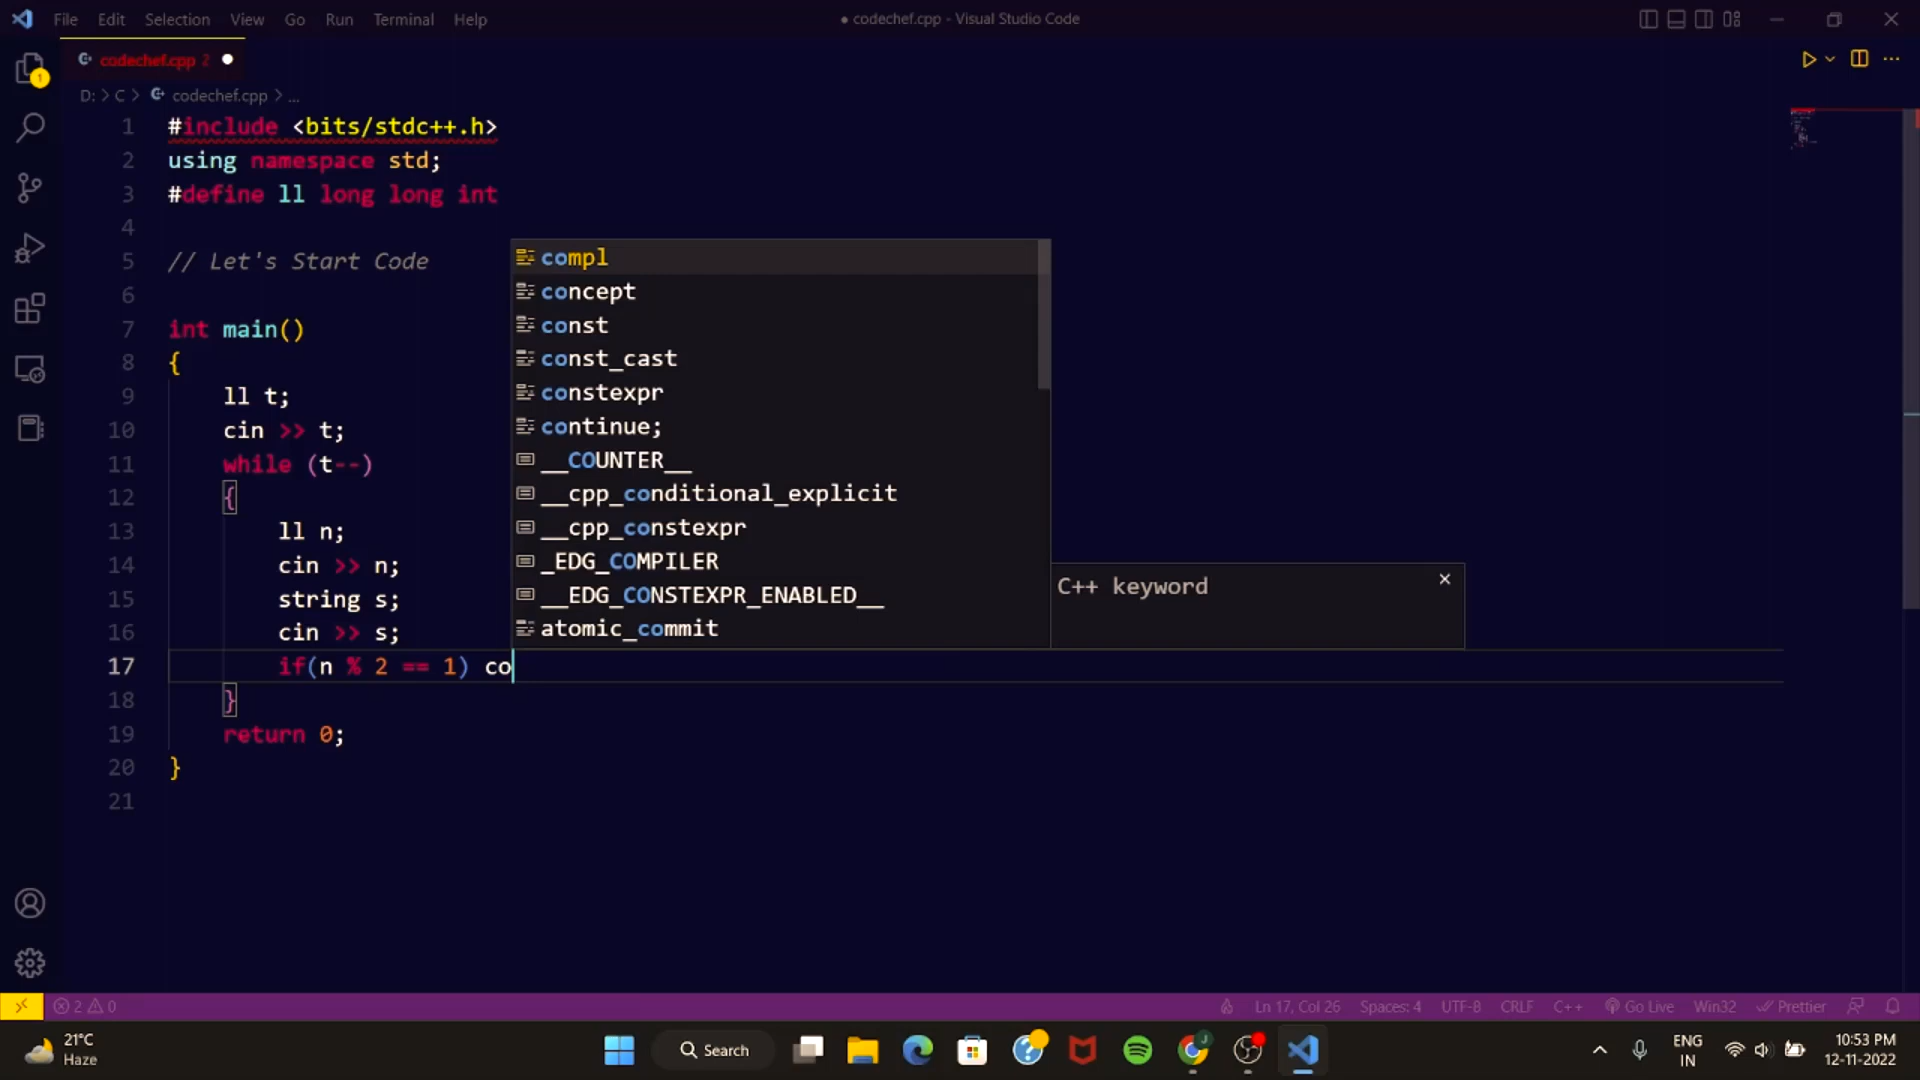 File Edit Selection View Go Run Terminal Help
● codechef.cpp - Visual Studio Code
codechef.cpp 2 ●
1
D: > C > codechef.cpp > ...
1 #include <bits/stdc++.h>
2 using namespace std;
3 #define ll long long int
4
5 // Let's Start Code
6
7 int main()
8 {
9 ll t;
10 cin >> t;
11 while (t--)
12 {
13 ll n;
14 cin >> n;
15 string s;
16 cin >> s;
17 if(n % 2 == 1) co
18 }
19 return 0;
20 }
21
compl
concept
const
const_cast
constexpr
continue;
__COUNTER__
__cpp_conditional_explicit
__cpp_constexpr
_EDG_COMPILER
__EDG_CONSTEXPR_ENABLED__
atomic_commit
C++ keyword
2 0 Ln 17, Col 26 Spaces: 4 UTF-8 CRLF C++ Go Live Win32 Prettier
21°C
Haze
Search
ENG
IN
10:53 PM
12-11-2022